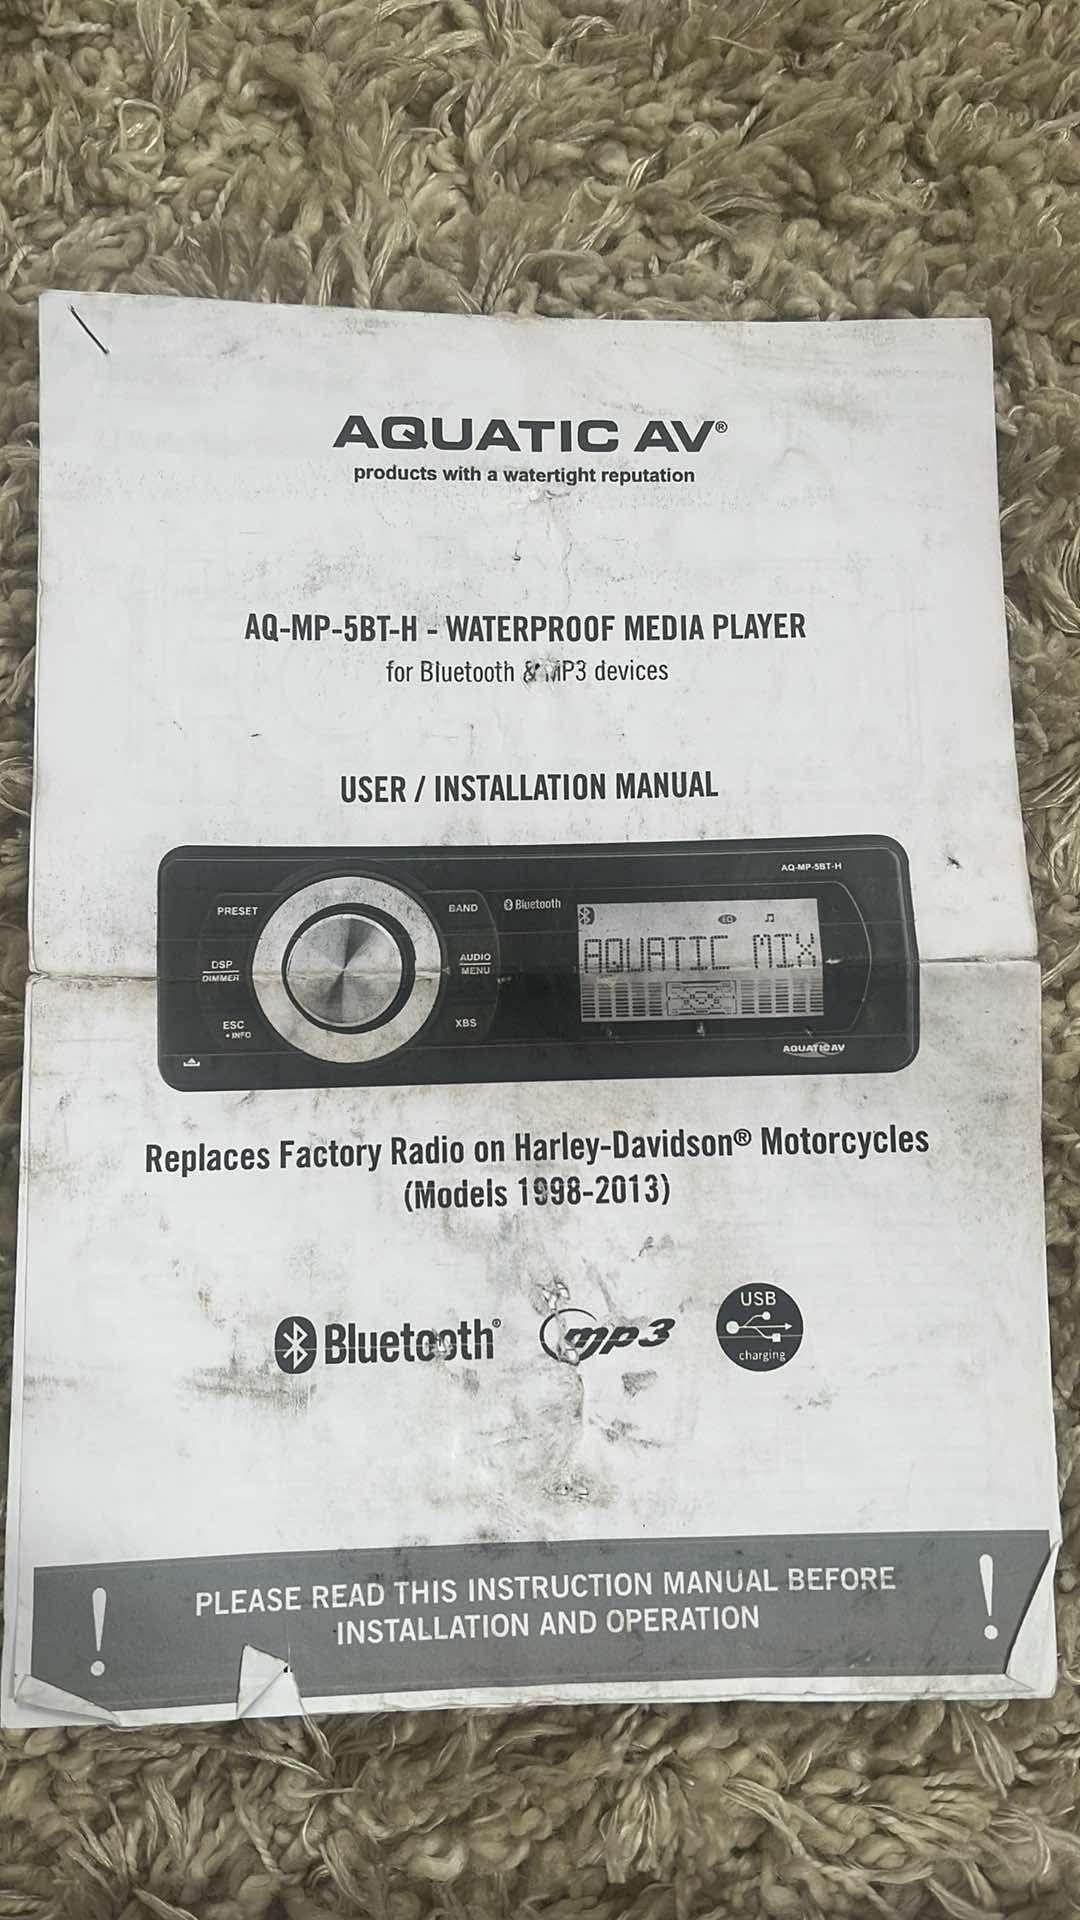 AQUATIC AV®
products with a watertight reputation
AQ-MP-5BT-H - WATERPROOF MEDIA PLAYER
for Bluetooth & MP3 devices
USER / INSTALLATION MANUAL
AQ-MP-5BT-H
PRESET
BAND
Bluetooth
EQ
DSP
DIMMER
AUDIO
MENU
AQUATIC MIX
ESC
• INFO
XBS
AQUATICAV
Replaces Factory Radio on Harley-Davidson® Motorcycles
(Models 1998-2013)
Bluetooth®
mp3
USB
charging
! PLEASE READ THIS INSTRUCTION MANUAL BEFORE !
INSTALLATION AND OPERATION